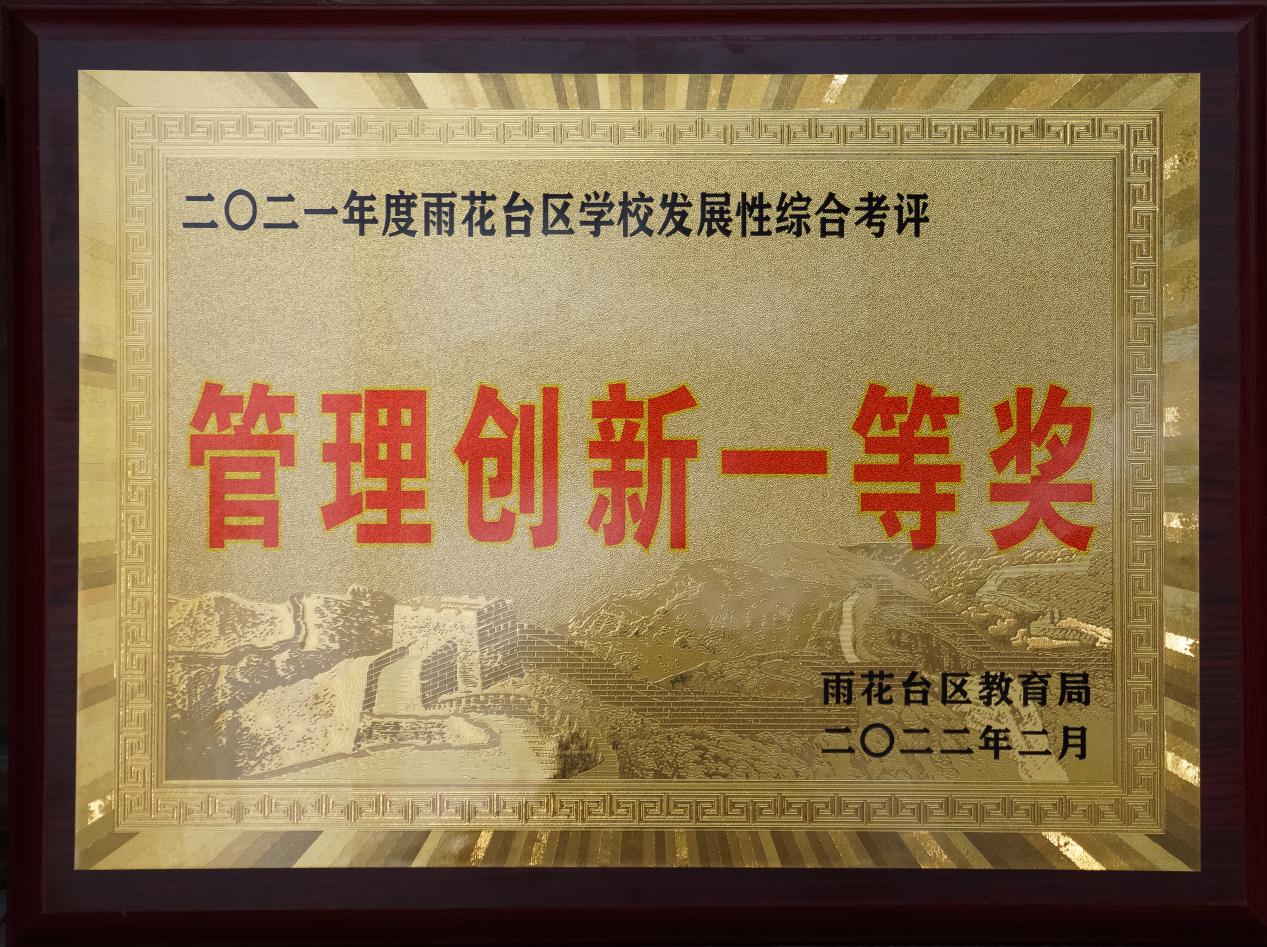 二〇二一年度雨花台区学校发展性综合考评
管理创新一等奖
雨花台区教育局
二〇二二年二月